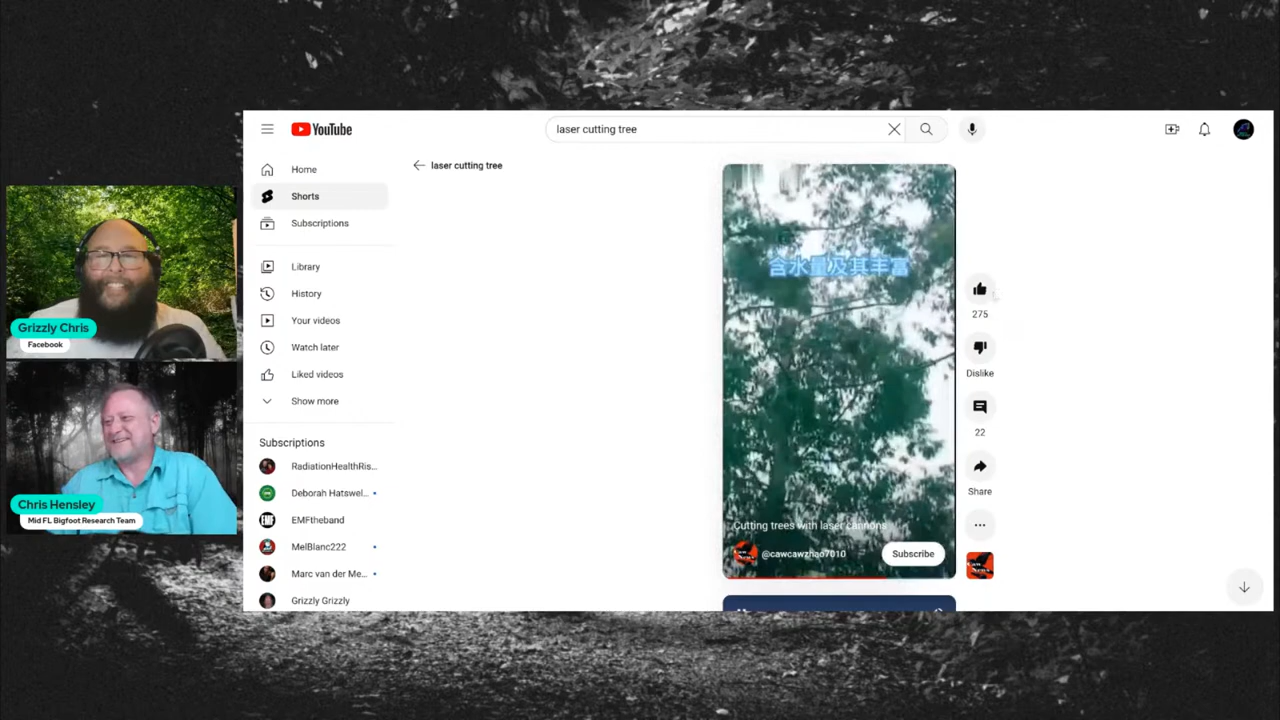 YouTube
laser cutting tree
Home
laser cutting tree
Shorts
Subscriptions
Library
History
Your videos
Watch later
Liked videos
Show more
Subscriptions
RadiationHealthRis...
Deborah Hatswel...
EMFtheband
EMF
MelBlanc222
Marc van der Me...
Grizzly Grizzly
含水量及其丰富
Cutting trees with laser cannons
@cawcawzhao7010
Subscribe
275
Dislike
22
Share
Grizzly Chris
Facebook
Chris Hensley
Mid FL Bigfoot Research Team